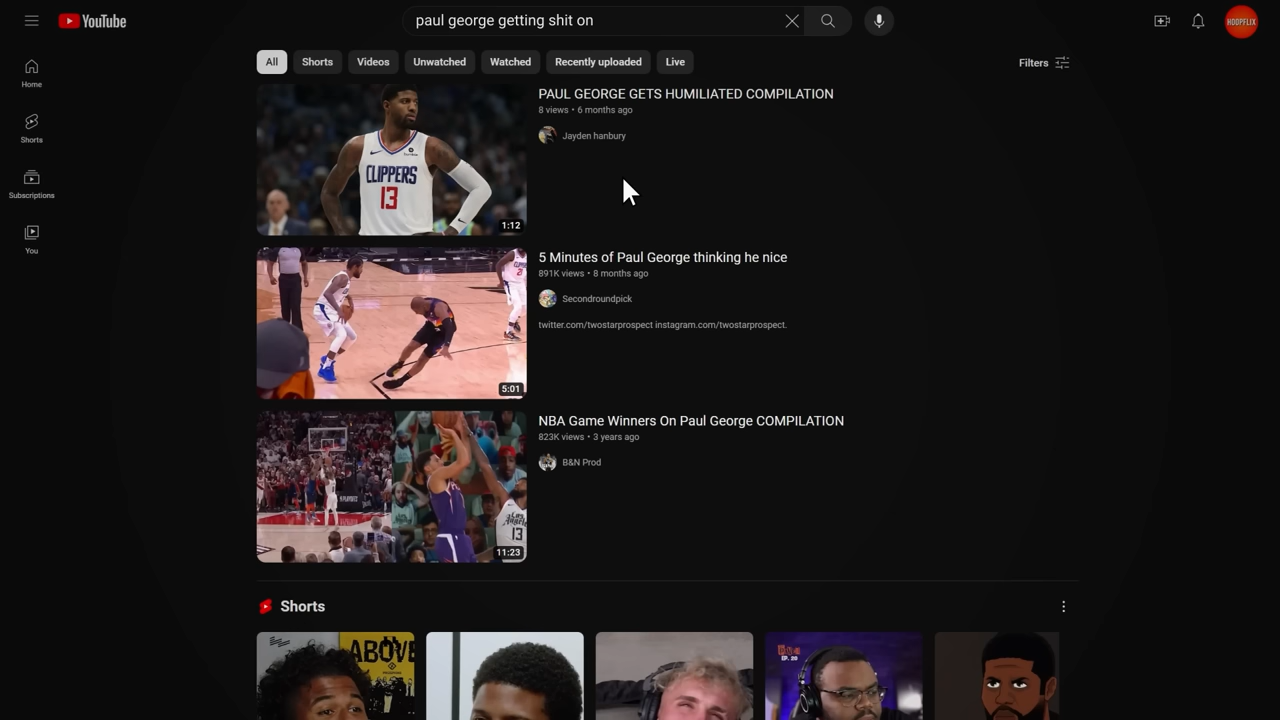 YouTube
paul george getting shit on
HOOPFLIX
All
Shorts
Videos
Unwatched
Watched
Recently uploaded
Live
Filters
Home
Shorts
Subscriptions
You
PAUL GEORGE GETS HUMILIATED COMPILATION
8 views • 6 months ago
Jayden hanbury
CLIPPERS
13
1:12
5 Minutes of Paul George thinking he nice
891K views • 8 months ago
Secondroundpick
twitter.com/twostarprospect instagram.com/twostarprospect.
5:01
NBA Game Winners On Paul George COMPILATION
823K views • 3 years ago
B&N Prod
13
11:23
Shorts
ABOVE
EP. 20